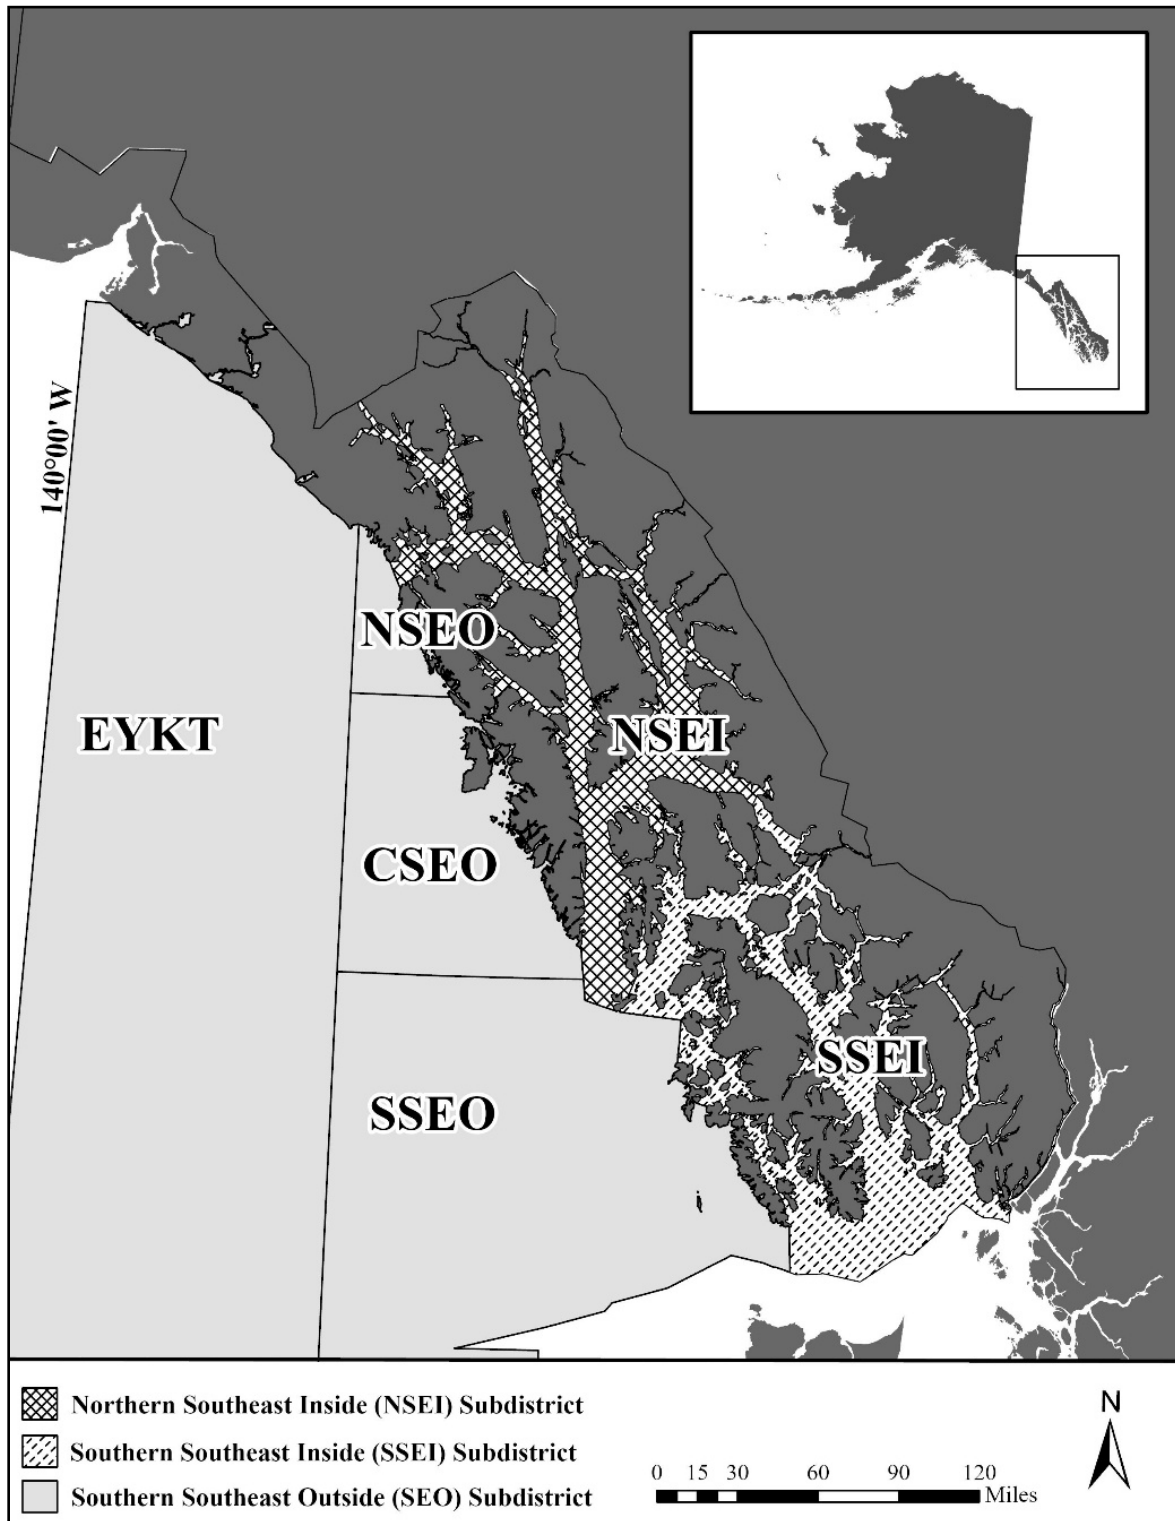 140°00' W
NSEO
EYKT
NSEI
CSEO
SSEI
SSEO
Northern Southeast Inside (NSEI) Subdistrict
Southern Southeast Inside (SSEI) Subdistrict
Southern Southeast Outside (SEO) Subdistrict
0 15 30 60 90 120
Miles
N